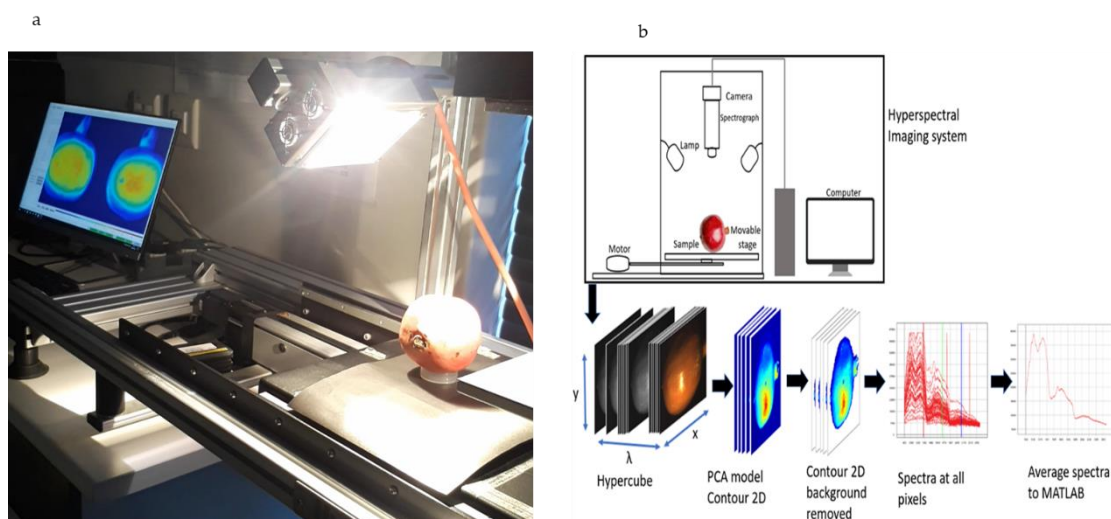 a
b
Camera
Spectrograph
Lamp
Hyperspectral
Imaging system
Computer
Sample
Movable
stage
Motor
y
x
λ
Hypercube
PCA model
Contour 2D
Contour 2D
background
removed
Spectra at all
pixels
Average spectra
to MATLAB